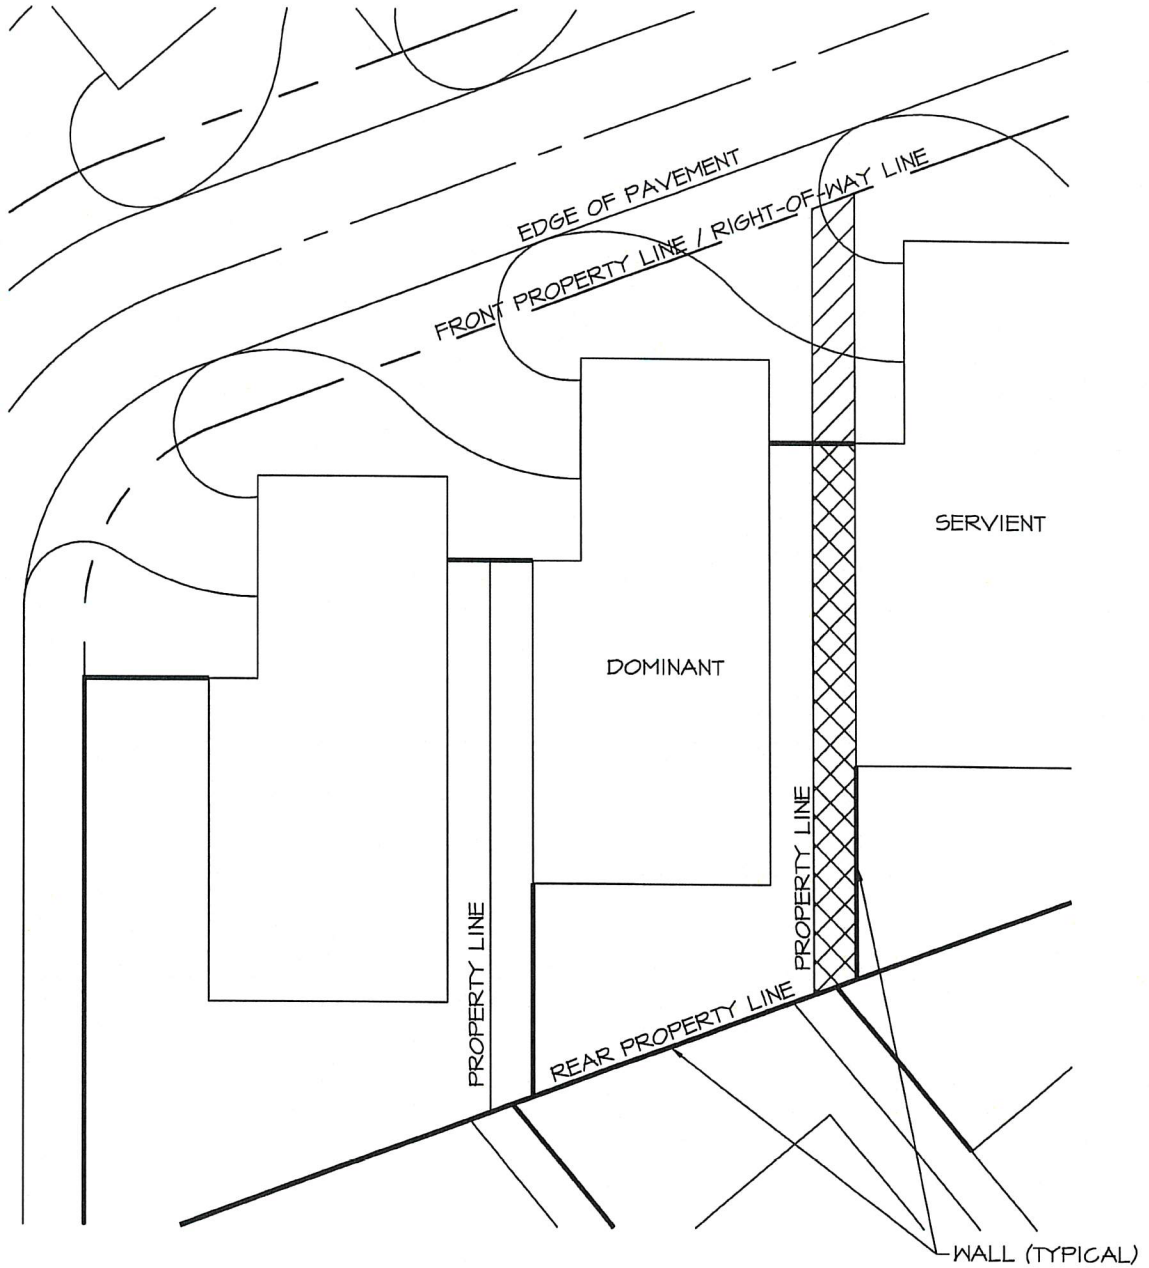 EDGE OF PAVEMENT
FRONT PROPERTY LINE / RIGHT-OF-WAY LINE
SERVIENT
DOMINANT
PROPERTY LINE
PROPERTY LINE
REAR PROPERTY LINE
WALL (TYPICAL)